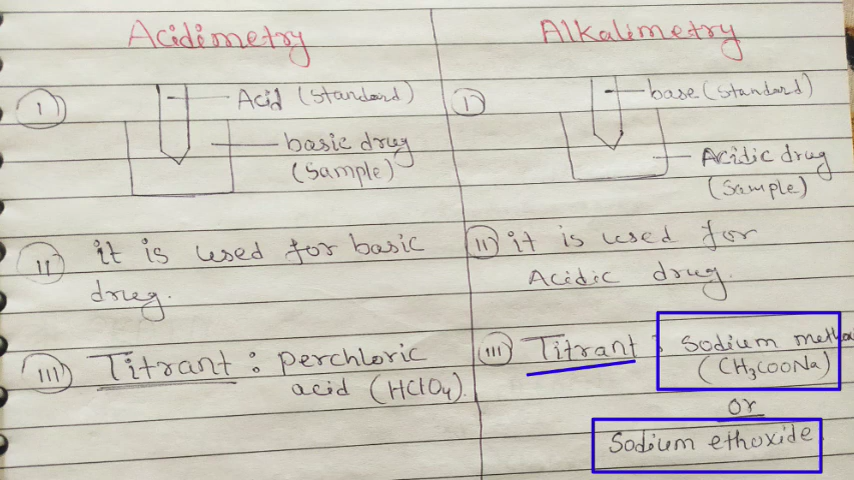 Acidimetry
I
Acid (Standard)
basic drug
(Sample)
II it is used for basic
drug.
III Titrant : perchloric
acid (HClO4).
Alkalimetry
I
base (Standard)
Acidic drug
(Sample)
II it is used for
Acidic drug.
III Titrant : Sodium metho
(CH3COONa)
or
Sodium ethoxide